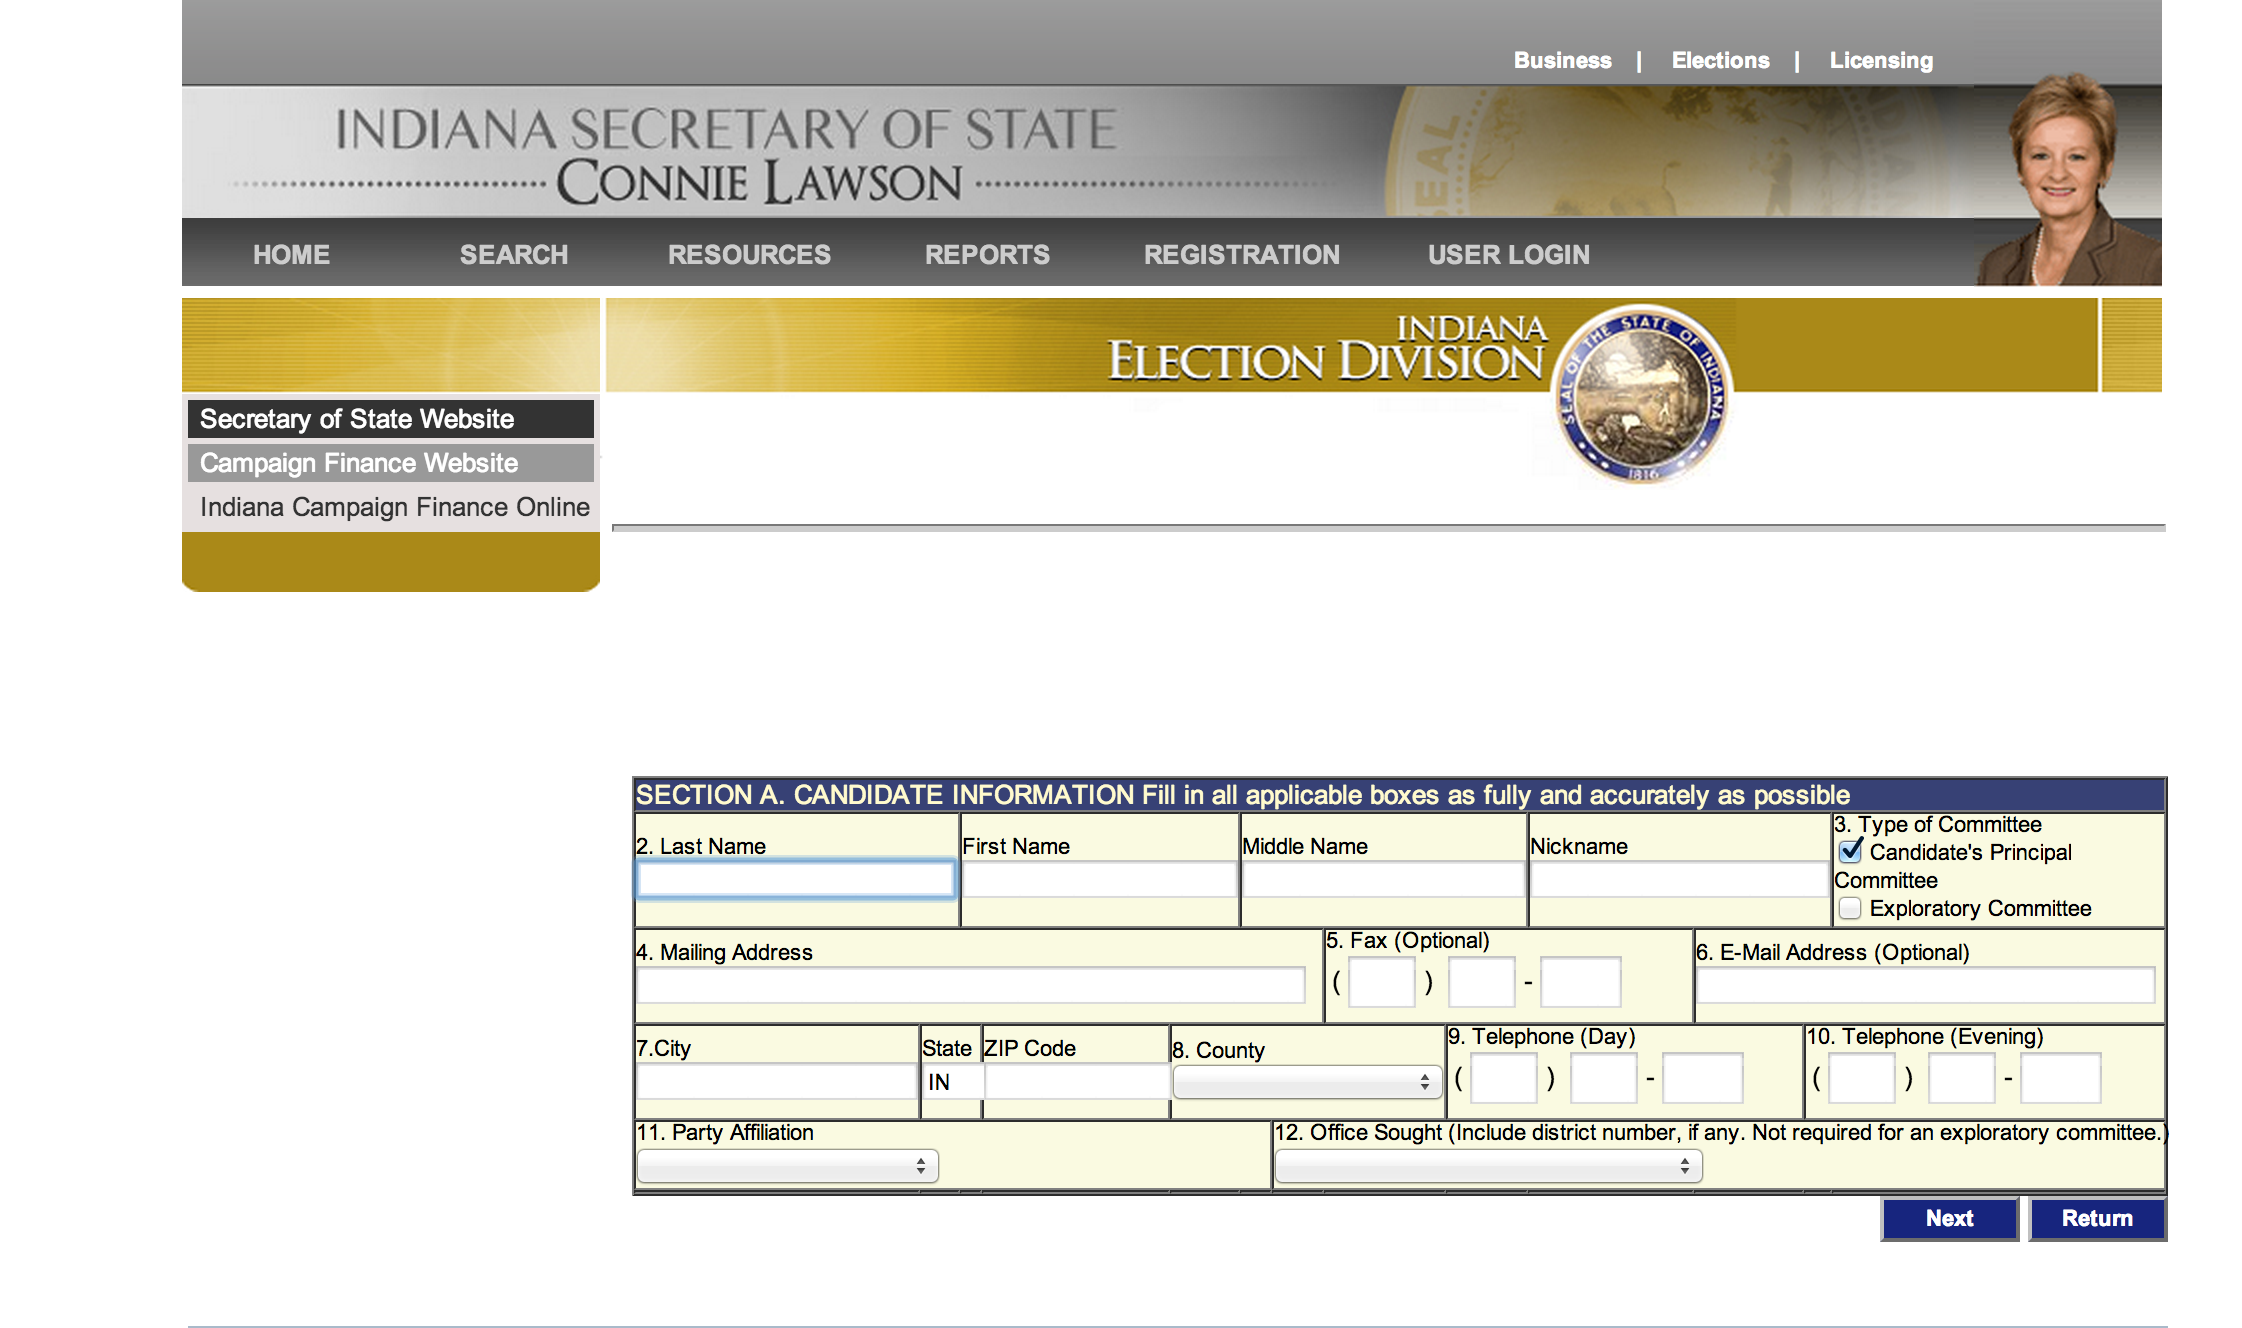 Business | Elections | Licensing
INDIANA SECRETARY OF STATE
CONNIE LAWSON
HOME SEARCH RESOURCES REPORTS REGISTRATION USER LOGIN
INDIANA
ELECTION DIVISION
SEAL OF THE STATE OF INDIANA
1816
Secretary of State Website
Campaign Finance Website
Indiana Campaign Finance Online
SECTION A. CANDIDATE INFORMATION Fill in all applicable boxes as fully and accurately as possible
2. Last Name
First Name
Middle Name
Nickname
3. Type of Committee
Candidate's Principal
Committee
Exploratory Committee
4. Mailing Address
5. Fax (Optional)
( ) -
6. E-Mail Address (Optional)
7.City
State
IN
ZIP Code
8. County
9. Telephone (Day)
( ) -
10. Telephone (Evening)
( ) -
11. Party Affiliation
12. Office Sought (Include district number, if any. Not required for an exploratory committee.)
Next
Return